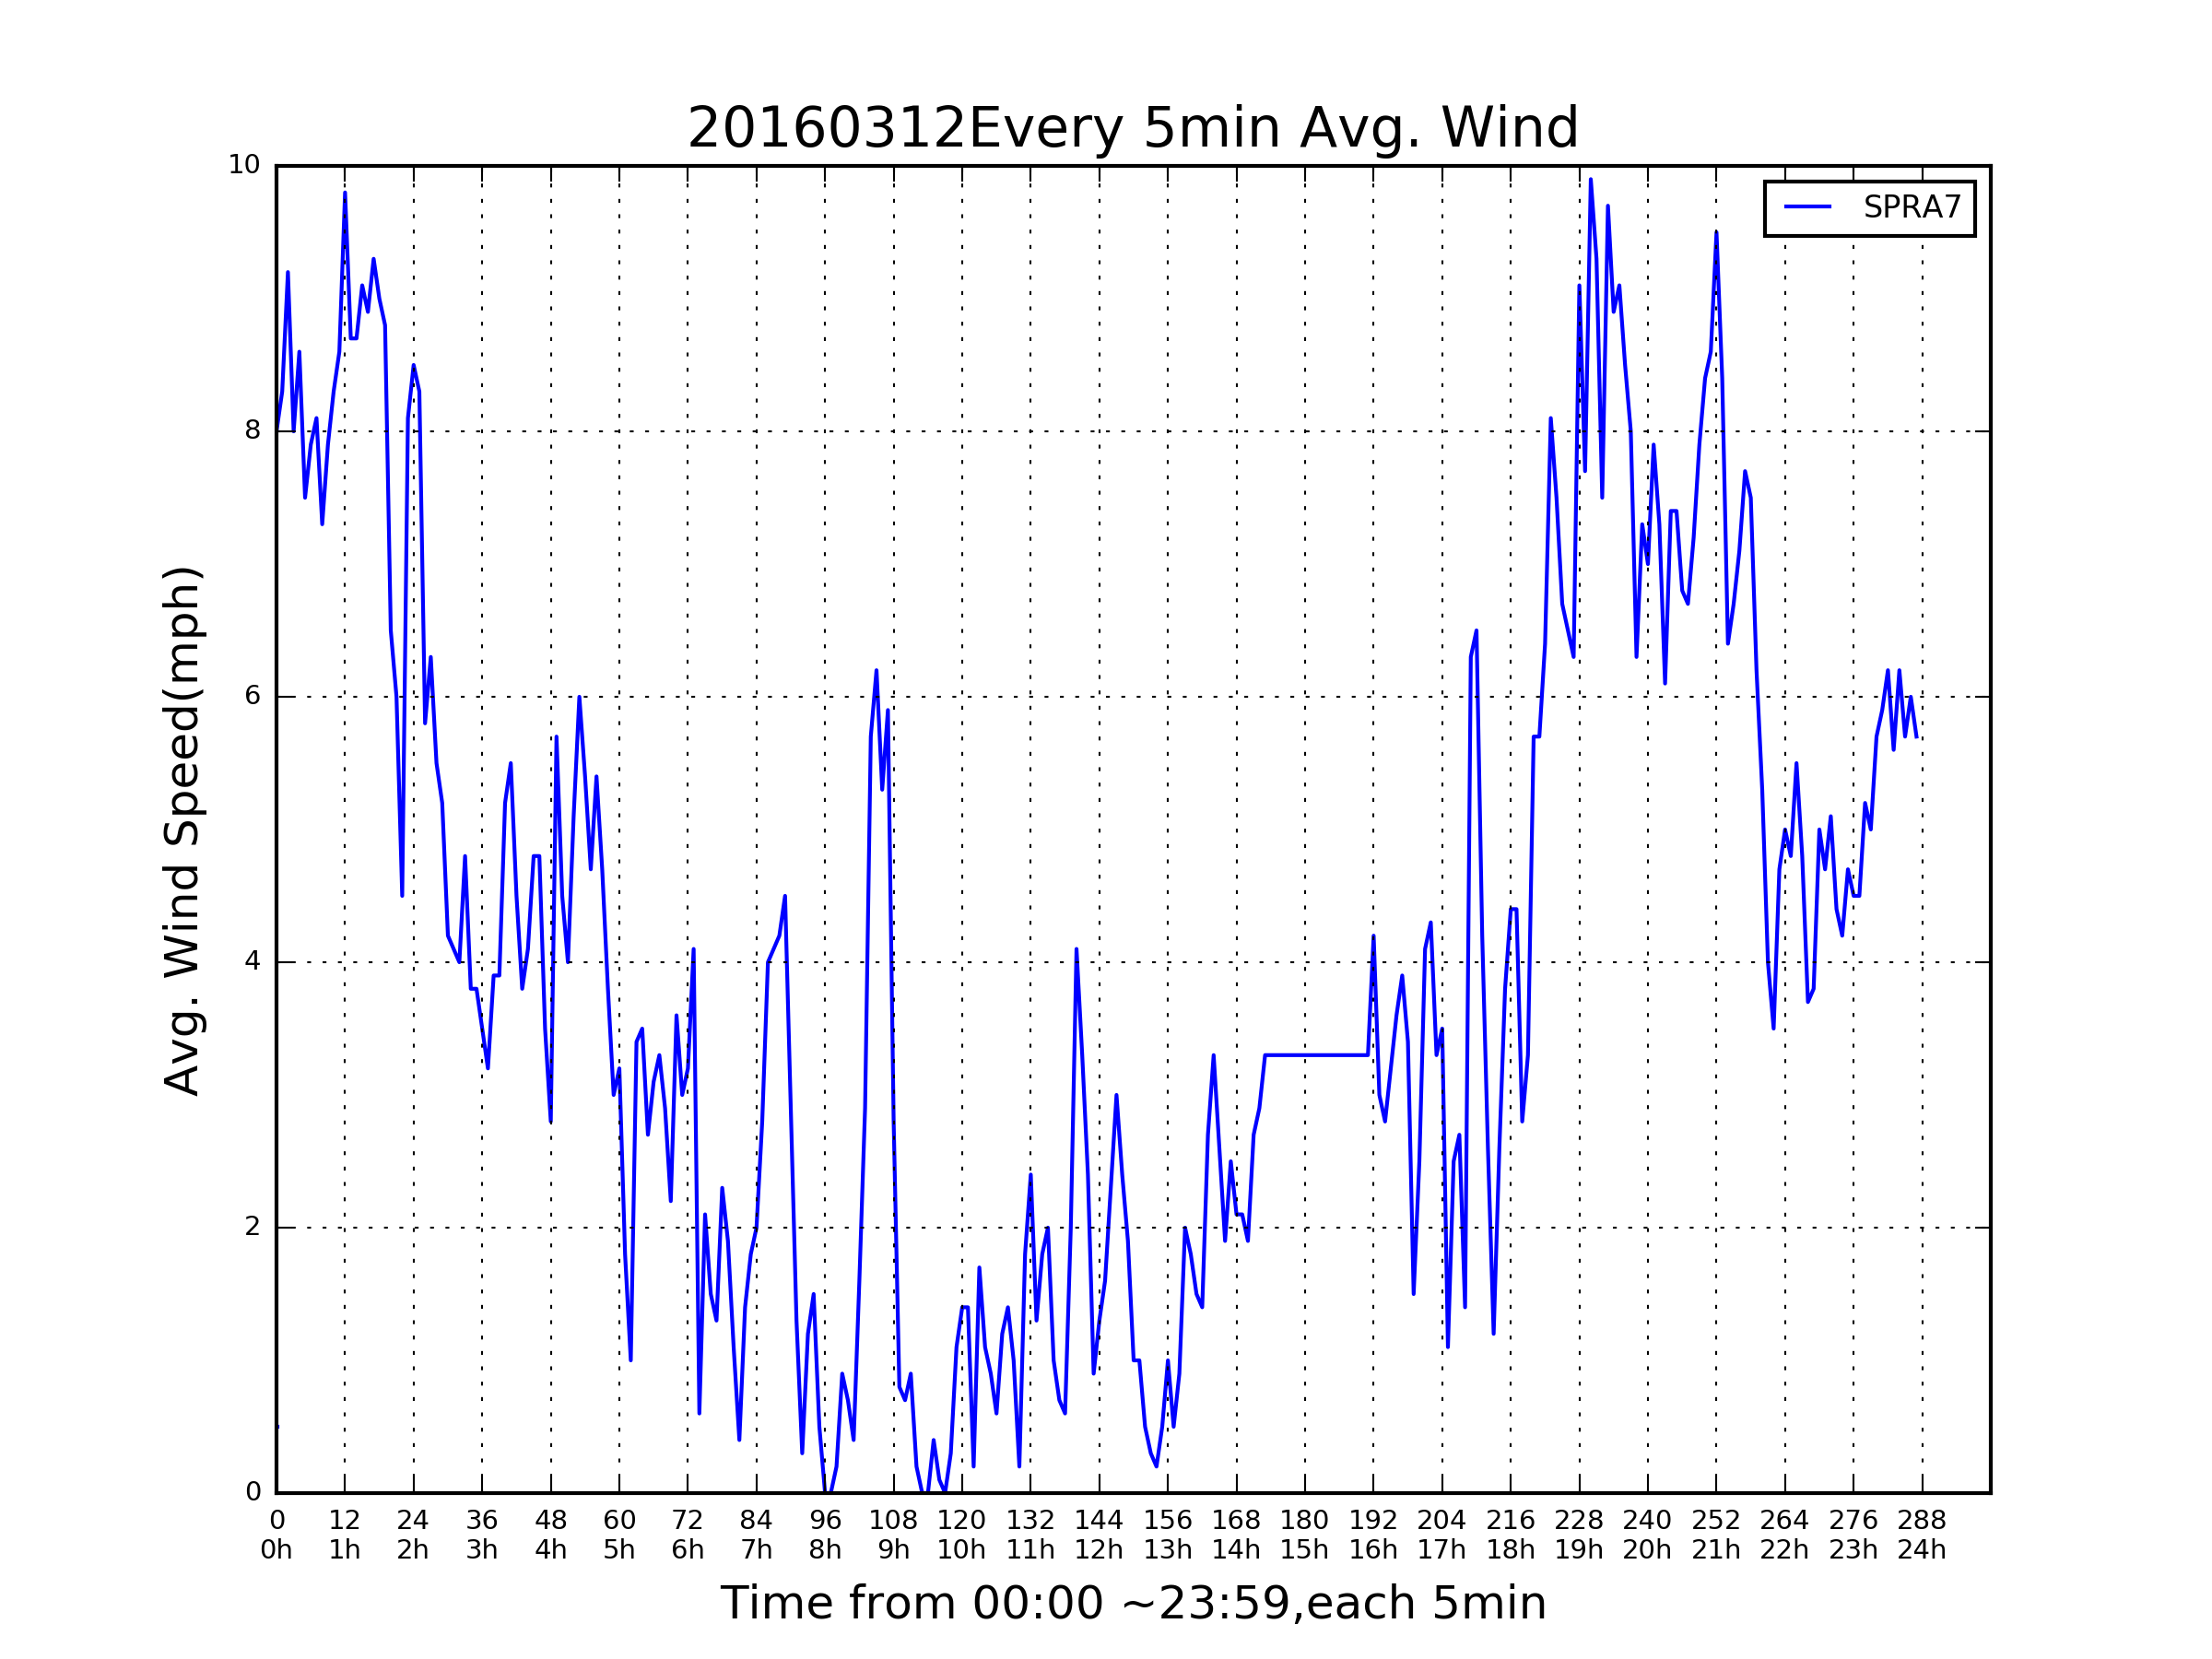 20160312Every 5min Avg. Wind
SPRA7
Avg. Wind Speed(mph)
10
8
6
4
2
0
0 12 24 36 48 60 72 84 96 108 120 132 144 156 168 180 192 204 216 228 240 252 264 276 288
0h 1h 2h 3h 4h 5h 6h 7h 8h 9h 10h 11h 12h 13h 14h 15h 16h 17h 18h 19h 20h 21h 22h 23h 24h
Time from 00:00 ~23:59,each 5min